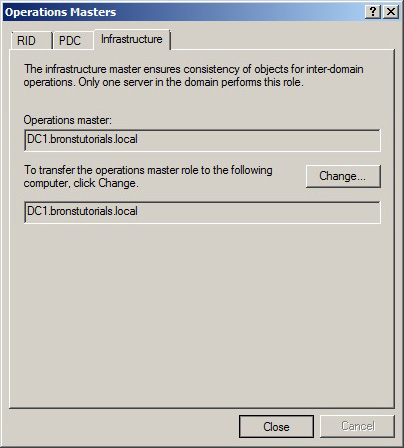 Operations Masters
RID PDC Infrastructure
The infrastructure master ensures consistency of objects for inter-domain
operations. Only one server in the domain performs this role.
Operations master:
DC1.bronstutorials.local
To transfer the operations master role to the following
computer, click Change.
Change...
DC1.bronstutorials.local
Close Cancel